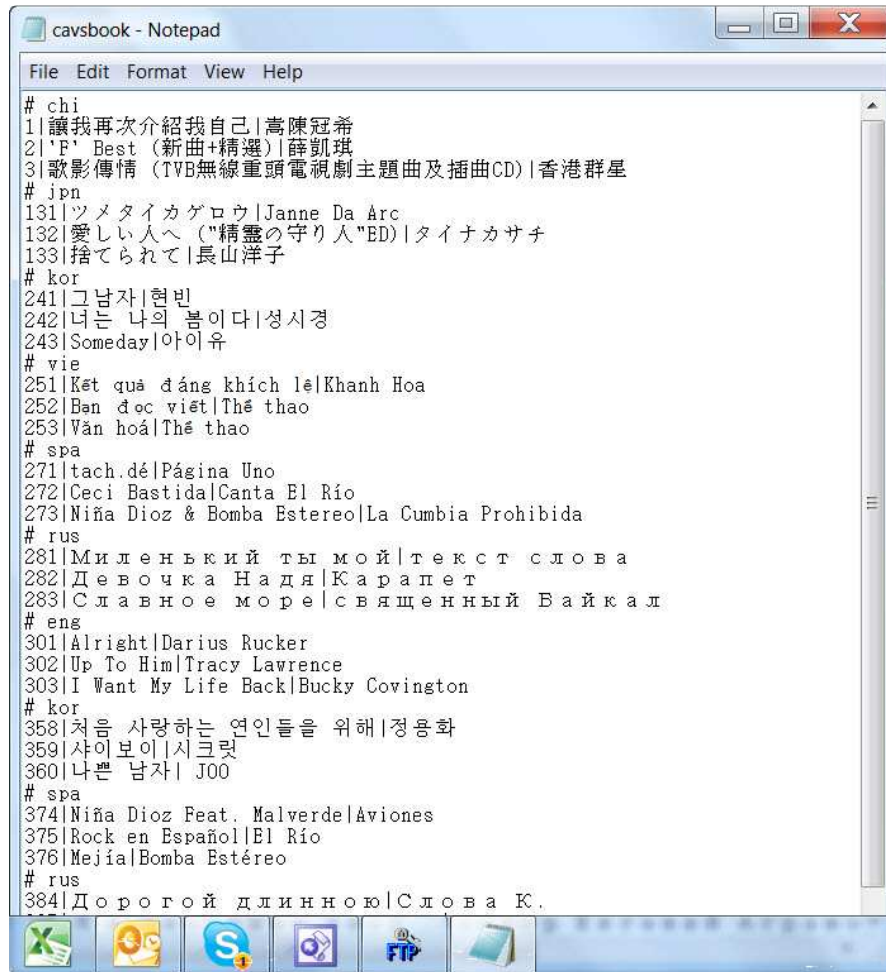 cavsbook - Notepad
File Edit Format View Help
# chi
1|讓我再次介紹我自己|嵩陳冠希
2|'F' Best (新曲+精選)|薛凱琪
3|歌影傳情 (TVB無線重頭電視劇主題曲及插曲CD)|香港群星
# jpn
131|ツメタイカゲロウ|Janne Da Arc
132|愛しい人へ ("精霊の守り人"ED)|タイナカサチ
133|捨てられて|長山洋子
# kor
241|그남자|현빈
242|너는 나의 봄이다|성시경
243|Someday|아이유
# vie
251|Kết quả đáng khích lệ|Khanh Hoa
252|Bạn đọc viết|Thể thao
253|Văn hoá|Thể thao
# spa
271|tach.dé|Página Uno
272|Ceci Bastida|Canta El Río
273|Niña Dioz & Bomba Estereo|La Cumbia Prohibida
# rus
281|Миленький ты мой|текст слова
282|Девочка Надя|Карапет
283|Славное море|священный Байкал
# eng
301|Alright|Darius Rucker
302|Up To Him|Tracy Lawrence
303|I Want My Life Back|Bucky Covington
# kor
358|처음 사랑하는 연인들을 위해|정용화
359|샤이보이|시크릿
360|나쁜 남자| JOO
# spa
374|Niña Dioz Feat. Malverde|Aviones
375|Rock en Español|El Río
376|Mejía|Bomba Estéreo
# rus
384|Дорогой длинною|Слова К.
FTP